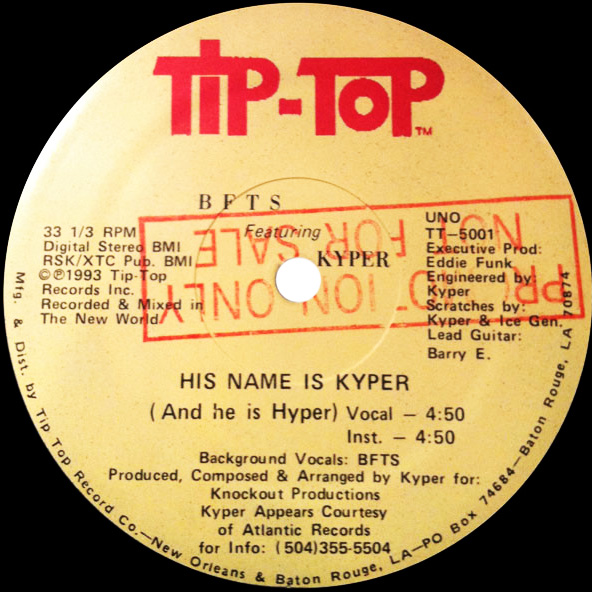 TIP-TOP™
BFTS
Featuring
KYPER
33 1/3 RPM
Digital Stereo BMI
RSK/XTC Pub. BMI
©℗1993 Tip-Top
Records Inc.
Recorded & Mixed in
The New World
UNO
TT-5001
Executive Prod:
Eddie Funk
Engineered by:
Kyper
Scratches by:
Kyper & Ice Gen.
Lead Guitar:
Barry E.
PROMOTION ONLY
NOT FOR SALE
HIS NAME IS KYPER
(And he is Hyper) Vocal — 4:50
Inst. — 4:50
Background Vocals: BFTS
Produced, Composed & Arranged by Kyper for:
Knockout Productions
Kyper Appears Courtesy
of Atlantic Records
for Info: (504)355-5504
Mfg. & Dist. by Tip Top Record Co.—New Orleans & Baton Rouge, LA—PO Box 74684—Baton Rouge, LA 70874